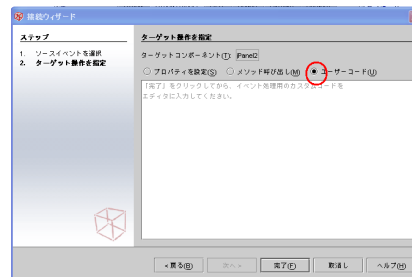 接続ウィザード
ステップ
1. ソースイベントを選択
2. ターゲット操作を指定
ターゲット操作を指定
ターゲットコンポーネント(T): jPanel2
プロパティを設定(S) メソッド呼び出し(M) ユーザーコード(U)
「完了」をクリックしてから、イベント処理用のカスタムコードを
エディタに入力してください。
< 戻る(B) 次へ > 完了(F) 取消し ヘルプ(H)